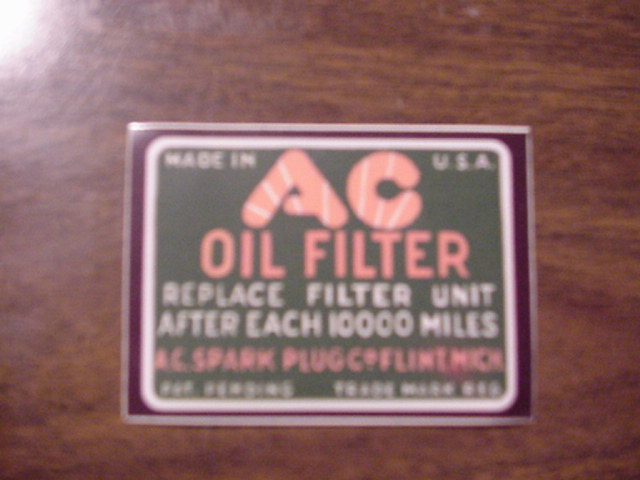 MADE IN AC U.S.A.
OIL FILTER
REPLACE FILTER UNIT
AFTER EACH 10000 MILES
A.C. SPARK PLUG Cº FLINT, MICH.
PAT. PENDING TRADE MARK REG.